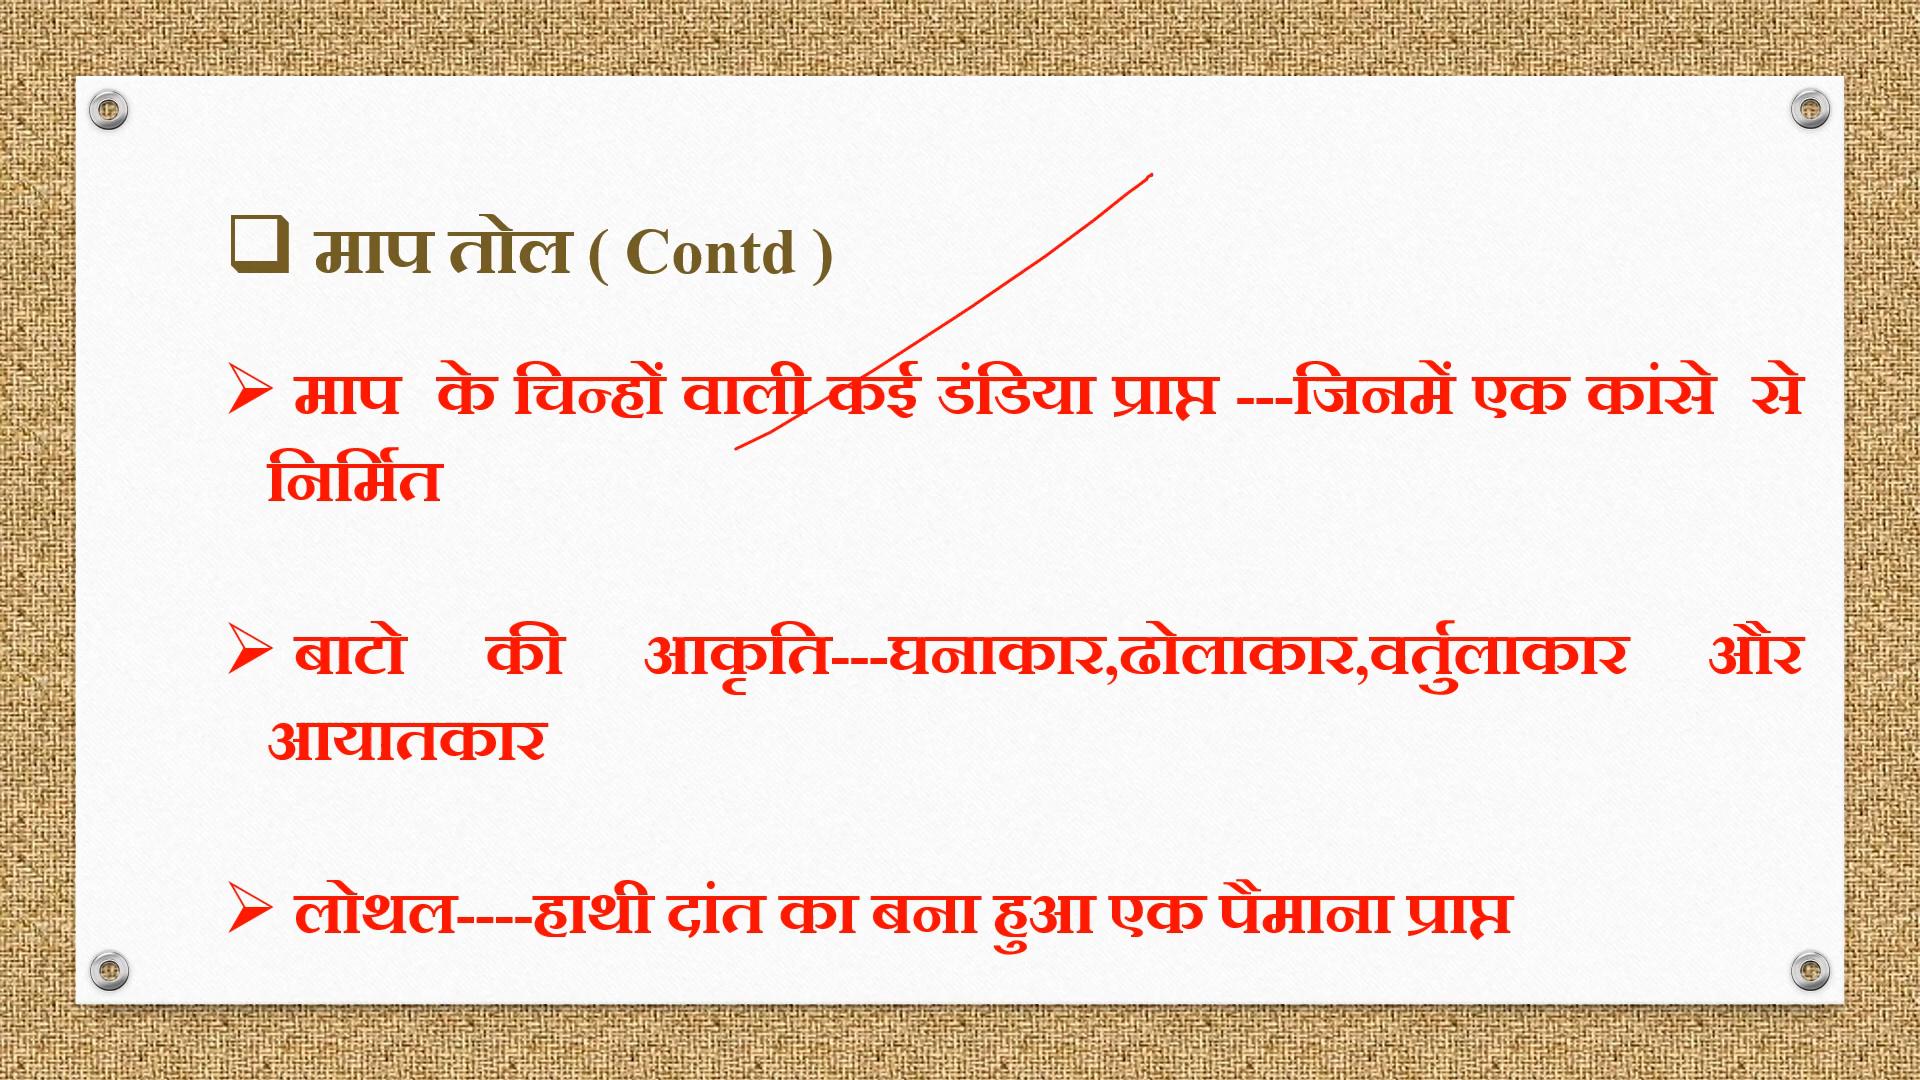 माप तोल ( Contd )
माप के चिन्हों वाली कई डंडिया प्राप्त ---जिनमें एक कांसे से
निर्मित
बाटो की आकृति---घनाकार,ढोलाकार,वर्तुलाकार और
आयातकार
लोथल----हाथी दांत का बना हुआ एक पैमाना प्राप्त